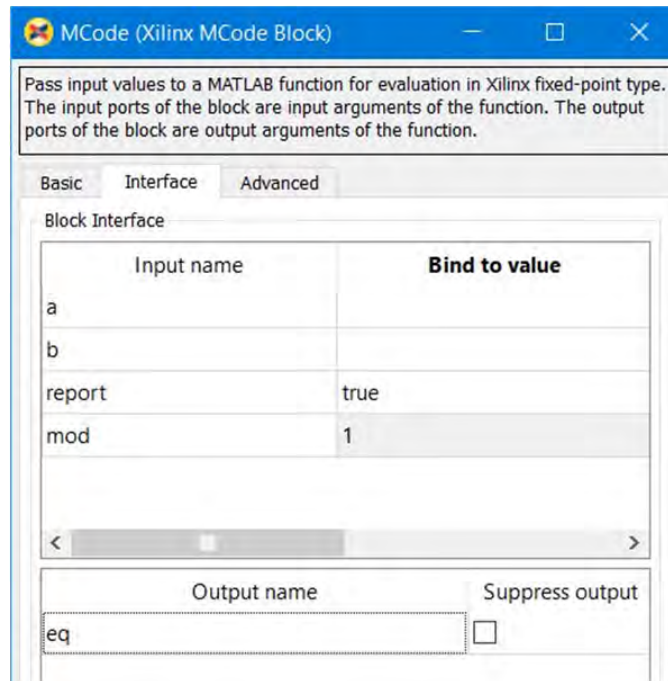 MCode (Xilinx MCode Block)
Pass input values to a MATLAB function for evaluation in Xilinx fixed-point type.
The input ports of the block are input arguments of the function. The output
ports of the block are output arguments of the function.
Basic Interface Advanced
Block Interface
Input name Bind to value
a
b
report true
mod 1
Output name Suppress output
eq